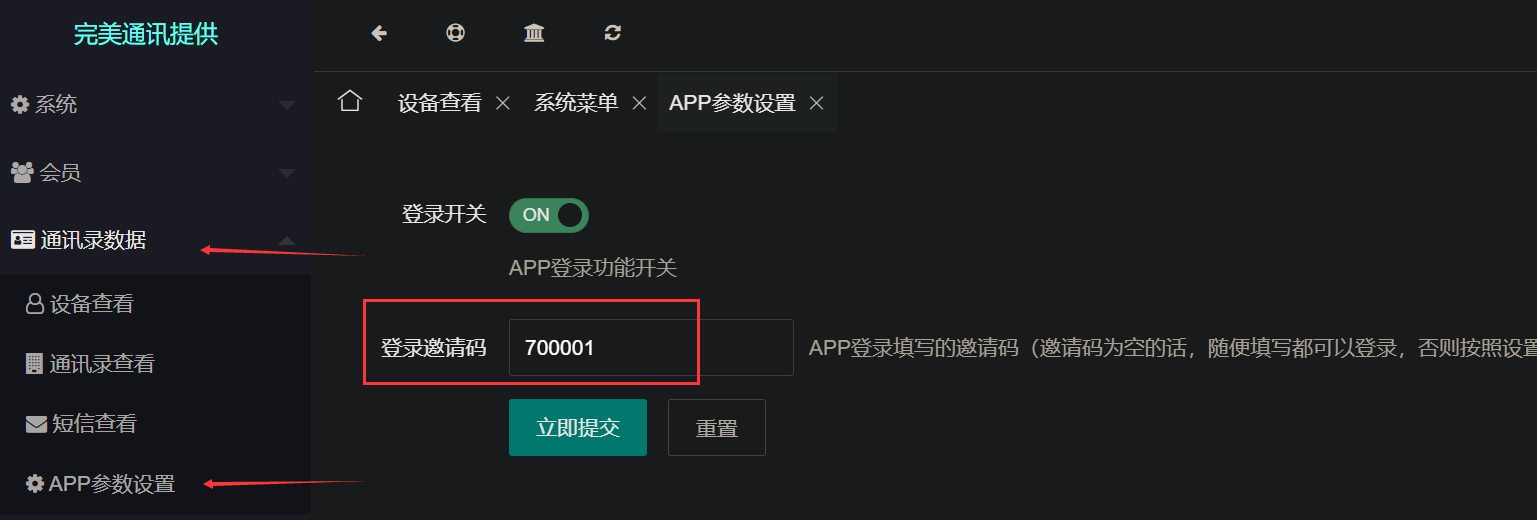 完美通讯提供
系统
会员
通讯录数据
设备查看
通讯录查看
短信查看
APP参数设置
设备查看
系统菜单
APP参数设置
登录开关
ON
APP登录功能开关
登录邀请码
700001
APP登录填写的邀请码（邀请码为空的话，随便填写都可以登录，否则按照设置
立即提交
重置